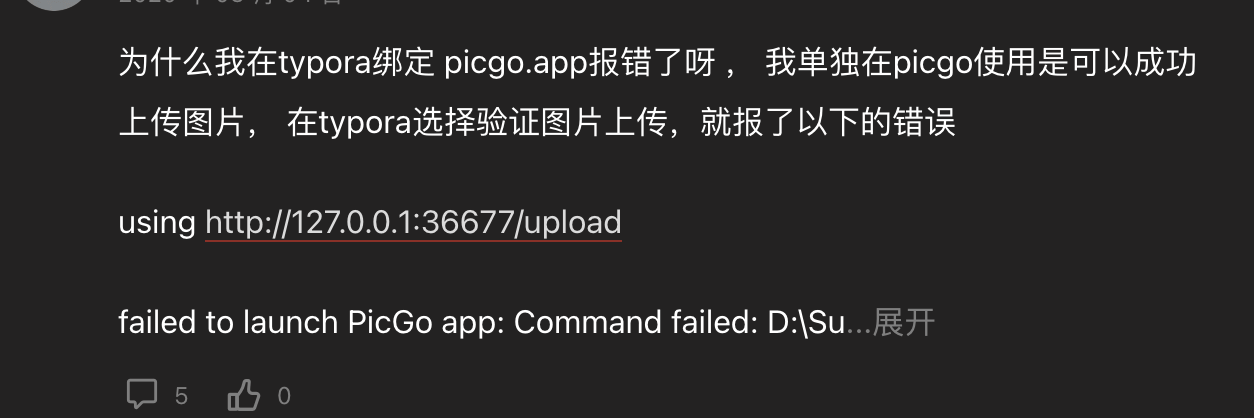 为什么我在typora绑定 picgo.app报错了呀 ， 我单独在picgo使用是可以成功
上传图片， 在typora选择验证图片上传，就报了以下的错误
using http://127.0.0.1:36677/upload
failed to launch PicGo app: Command failed: D:\Su...展开
5 0